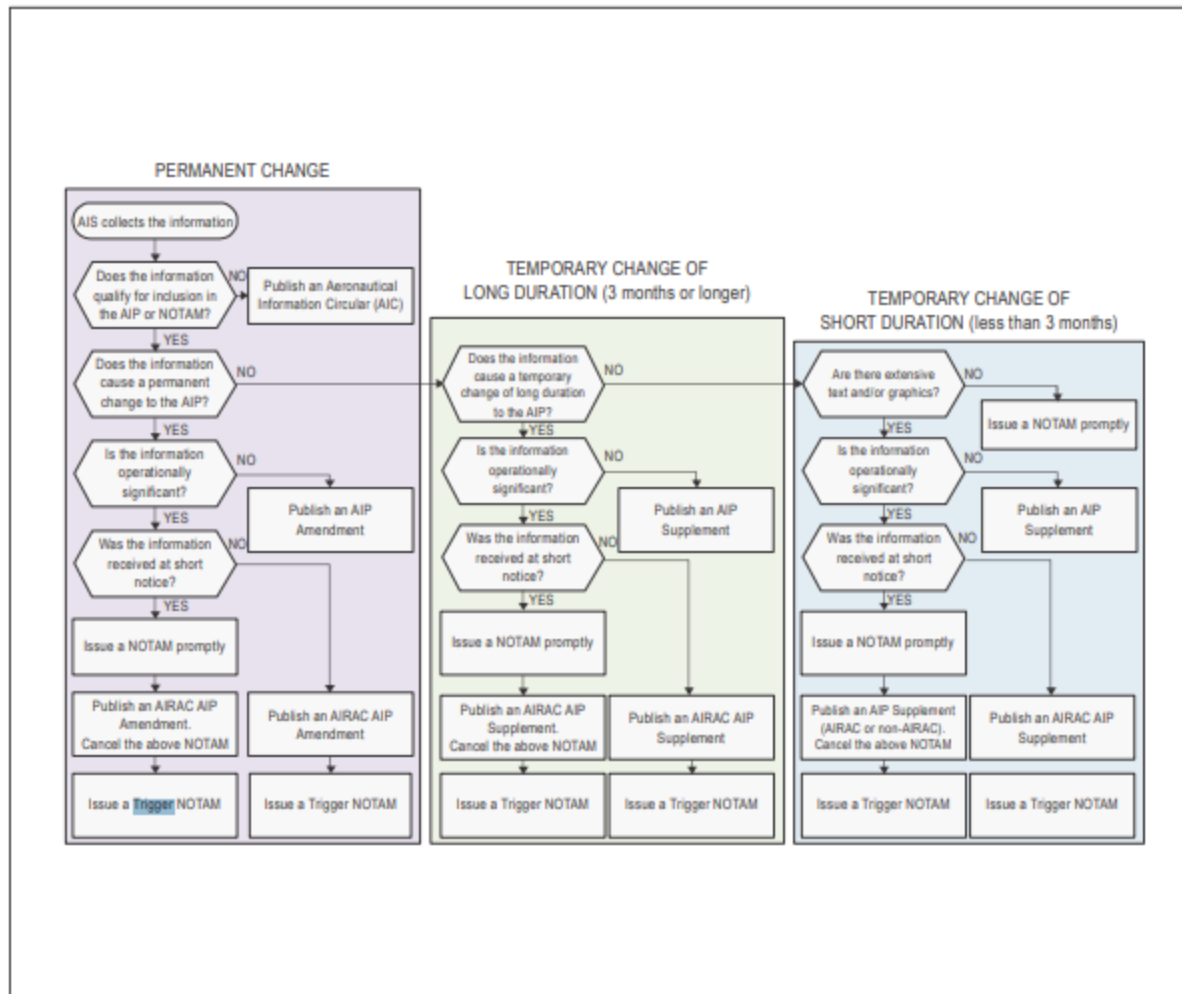 PERMANENT CHANGE
AIS collects the information
Does the information
qualify for inclusion in
the AIP or NOTAM?
NO
Publish an Aeronautical
Information Circular (AIC)
YES
Does the information
cause a permanent
change to the AIP?
NO
YES
Is the information
operationally
significant?
NO
Publish an AIP
Amendment
YES
Was the information
received at short
notice?
NO
YES
Issue a NOTAM promptly
Publish an AIRAC AIP
Amendment.
Cancel the above NOTAM
Publish an AIRAC AIP
Amendment
Issue a Trigger NOTAM
Issue a Trigger NOTAM
TEMPORARY CHANGE OF
LONG DURATION (3 months or longer)
Does the information
cause a temporary
change of long duration
to the AIP?
NO
YES
Is the information
operationally
significant?
NO
Publish an AIP
Supplement
YES
Was the information
received at short
notice?
NO
YES
Issue a NOTAM promptly
Publish an AIRAC AIP
Supplement.
Cancel the above NOTAM
Publish an AIRAC AIP
Supplement
Issue a Trigger NOTAM
Issue a Trigger NOTAM
TEMPORARY CHANGE OF
SHORT DURATION (less than 3 months)
Are there extensive
text and/or graphics?
NO
Issue a NOTAM promptly
YES
Is the information
operationally
significant?
NO
Publish an AIP
Supplement
YES
Was the information
received at short
notice?
NO
YES
Issue a NOTAM promptly
Publish an AIP Supplement
(AIRAC or non-AIRAC).
Cancel the above NOTAM
Publish an AIRAC AIP
Supplement
Issue a Trigger NOTAM
Issue a Trigger NOTAM